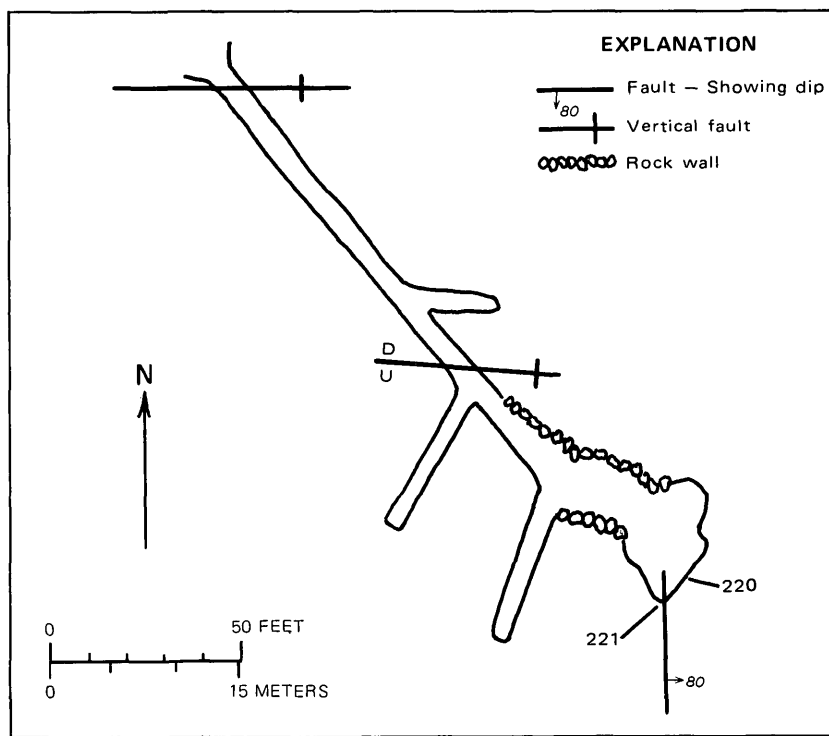 EXPLANATION
Fault – Showing dip
80
Vertical fault
Rock wall
D
U
N
220
221
80
0 50 FEET
0 15 METERS